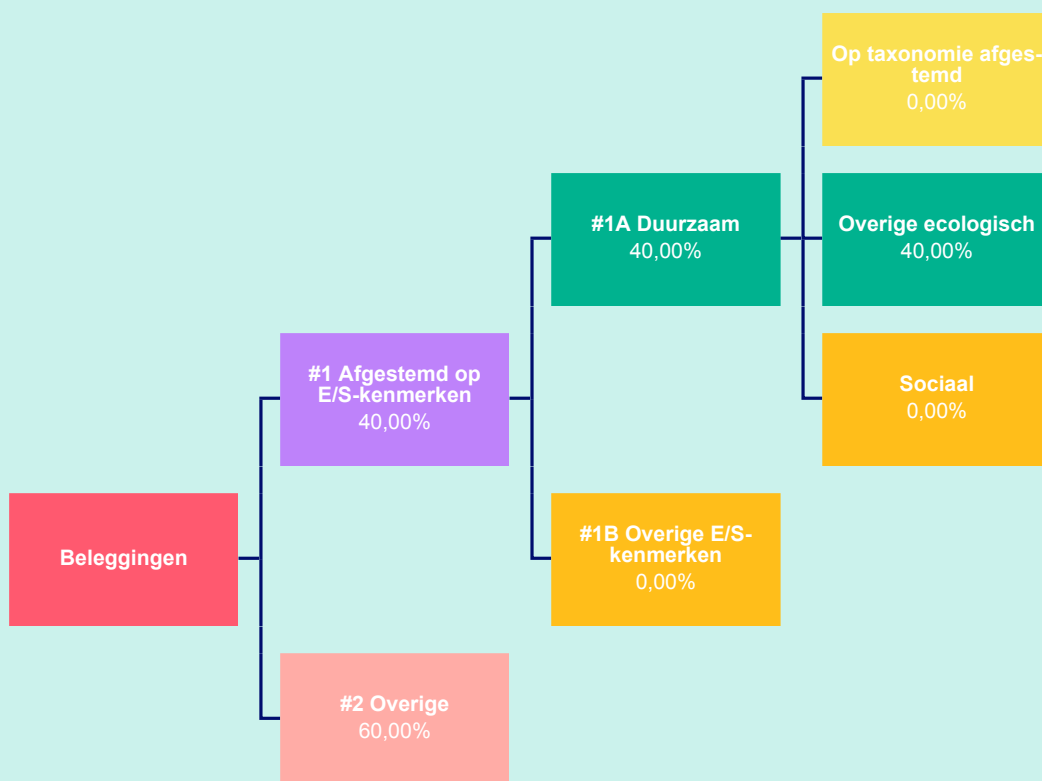 Op taxonomie afges-
temd
0,00%
#1A Duurzaam
40,00%
Overige ecologisch
40,00%
#1 Afgestemd op
E/S-kenmerken
40,00%
Sociaal
0,00%
Beleggingen
#1B Overige E/S-
kenmerken
0,00%
#2 Overige
60,00%